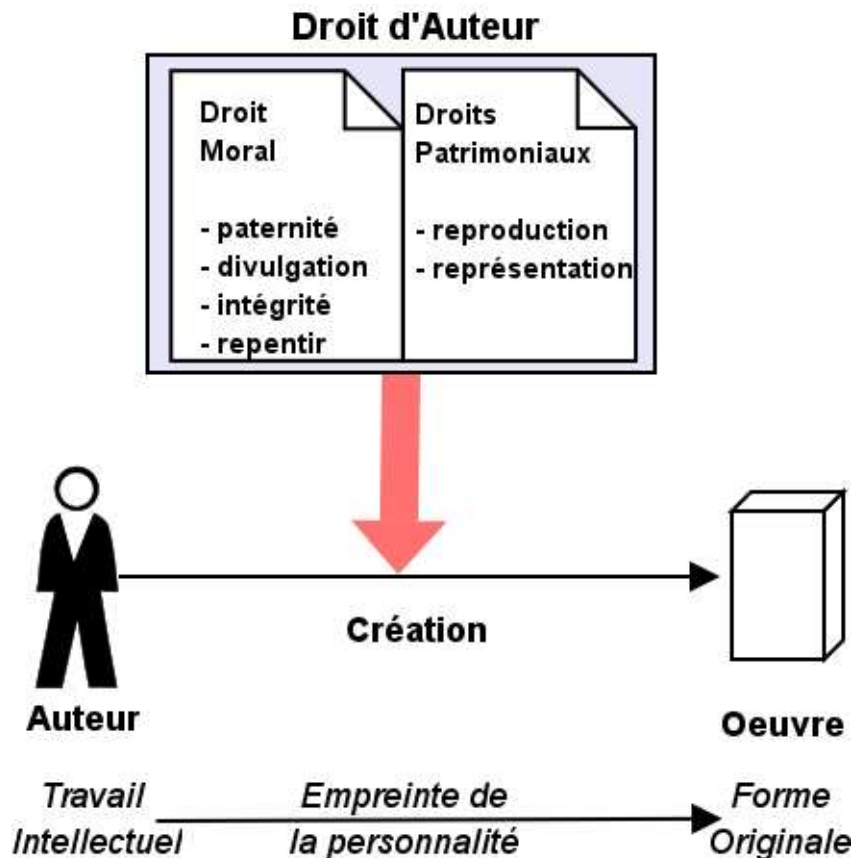 Droit d'Auteur
Droit
Moral
- paternité
- divulgation
- intégrité
- repentir
Droits
Patrimoniaux
- reproduction
- représentation
Création
Auteur
Oeuvre
Travail
Intellectuel
Empreinte de
la personnalité
Forme
Originale